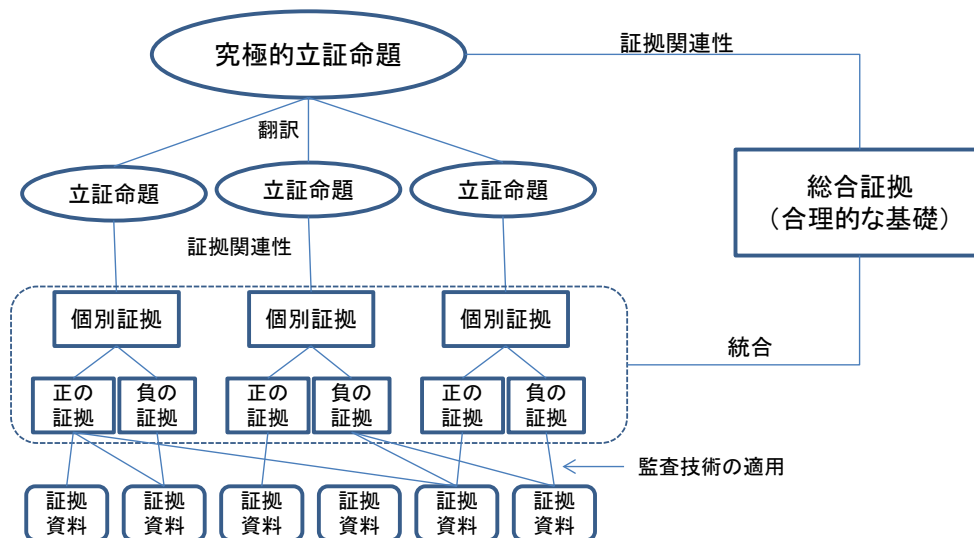 究極的立証命題
証拠関連性
翻訳
立証命題
立証命題
立証命題
総合証拠
（合理的な基礎）
証拠関連性
個別証拠
個別証拠
個別証拠
統合
正の
証拠
負の
証拠
正の
証拠
負の
証拠
正の
証拠
負の
証拠
監査技術の適用
証拠
資料
証拠
資料
証拠
資料
証拠
資料
証拠
資料
証拠
資料